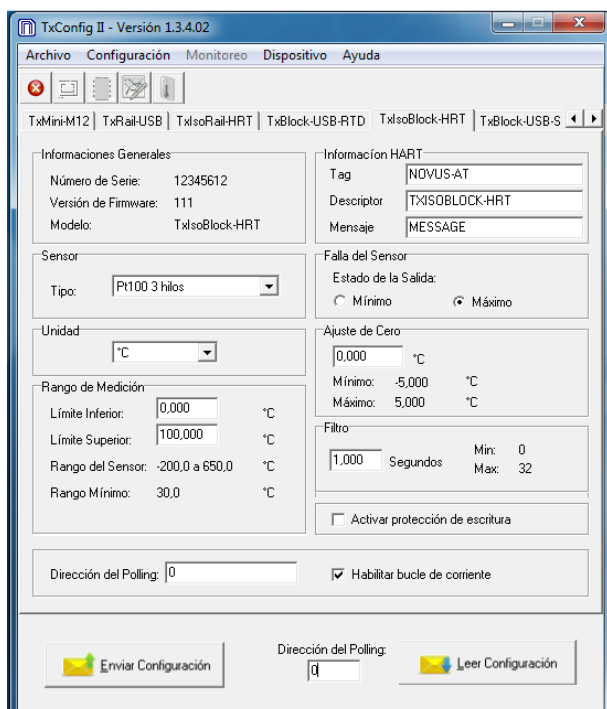 TxConfig II - Versión 1.3.4.02
Archivo Configuración Monitoreo Dispositivo Ayuda
TxMini-M12 TxRail-USB TxIsoRail-HRT TxBlock-USB-RTD TxIsoBlock-HRT TxBlock-USB-S
Informaciones Generales
Número de Serie: 12345612
Versión de Firmware: 111
Modelo: TxIsoBlock-HRT
Informacíon HART
Tag NOVUS-AT
Descriptor TXISOBLOCK-HRT
Mensaje MESSAGE
Sensor
Tipo: Pt100 3 hilos
Falla del Sensor
Estado de la Salida:
Mínimo Máximo
Unidad
°C
Ajuste de Cero
0,000 °C
Mínimo: -5,000 °C
Máximo: 5,000 °C
Rango de Medición
Límite Inferior: 0,000 °C
Límite Superior: 100,000 °C
Rango del Sensor: -200,0 a 650,0 °C
Rango Mínimo: 30,0 °C
Filtro
1,000 Segundos
Min: 0
Max: 32
Activar protección de escritura
Dirección del Polling: 0
Habilitar bucle de corriente
Enviar Configuración
Dirección del Polling:
0
Leer Configuración